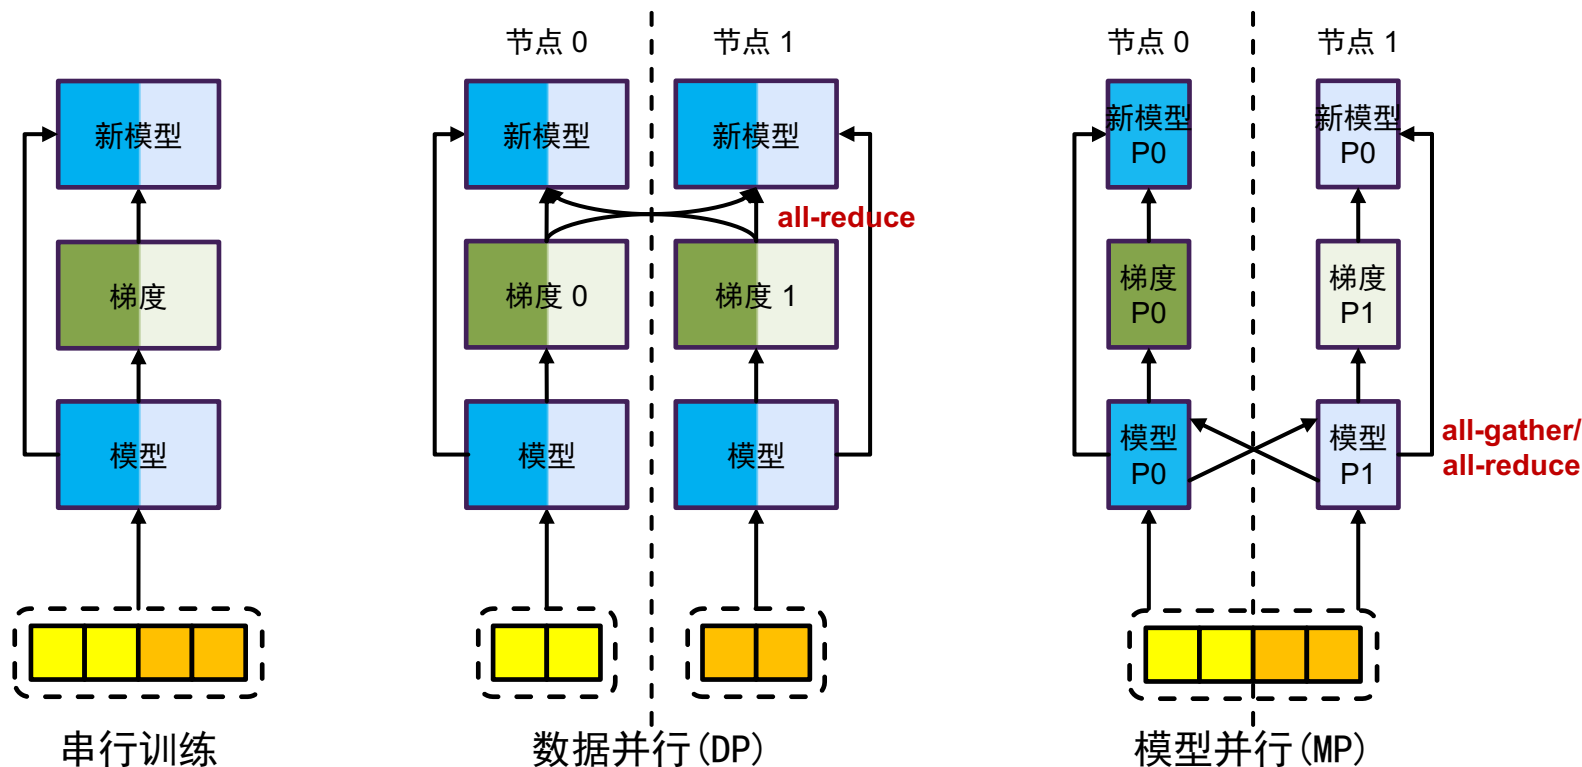 节点 0
节点 1
节点 0
节点 1
新模型
新模型
新模型
新模型
P0
新模型
P0
all-reduce
梯度
梯度 0
梯度 1
梯度
P0
梯度
P1
模型
模型
模型
模型
P0
模型
P1
all-gather/
all-reduce
串行训练
数据并行(DP)
模型并行(MP)